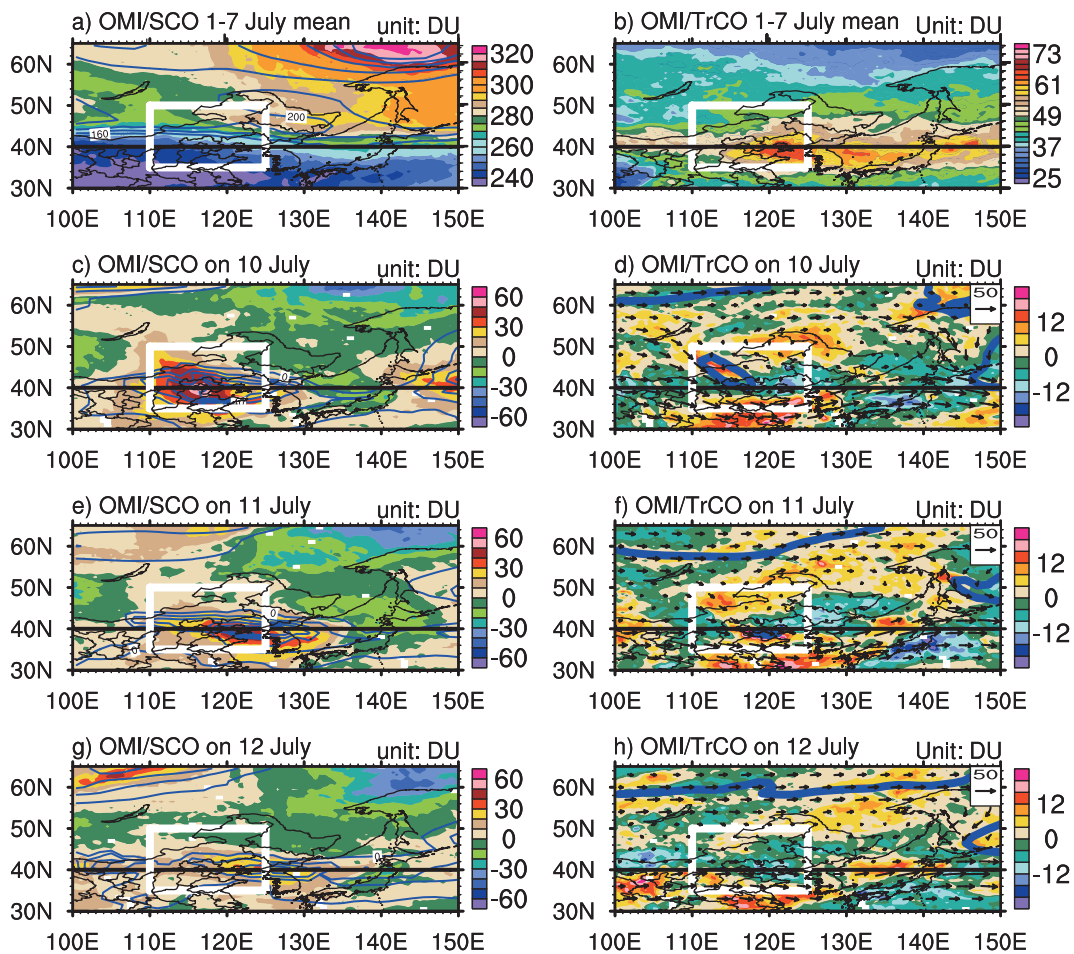 a) OMI/SCO 1-7 July mean unit: DU
60N 50N 40N 30N
160 200
320 300 280 260 240
100E 110E 120E 130E 140E 150E
b) OMI/TrCO 1-7 July mean Unit: DU
60N 50N 40N 30N
73 61 49 37 25
100E 110E 120E 130E 140E 150E
c) OMI/SCO on 10 July unit: DU
60N 50N 40N 30N
0
60 30 0 -30 -60
100E 110E 120E 130E 140E 150E
d) OMI/TrCO on 10 July unit: DU
60N 50N 40N 30N
50
12 0 -12
100E 110E 120E 130E 140E 150E
e) OMI/SCO on 11 July unit: DU
60N 50N 40N 30N
0 0
60 30 0 -30 -60
100E 110E 120E 130E 140E 150E
f) OMI/TrCO on 11 July Unit: DU
60N 50N 40N 30N
50
12 0 -12
100E 110E 120E 130E 140E 150E
g) OMI/SCO on 12 July unit: DU
60N 50N 40N 30N
0
60 30 0 -30 -60
100E 110E 120E 130E 140E 150E
h) OMI/TrCO on 12 July Unit: DU
60N 50N 40N 30N
50
12 0 -12
100E 110E 120E 130E 140E 150E